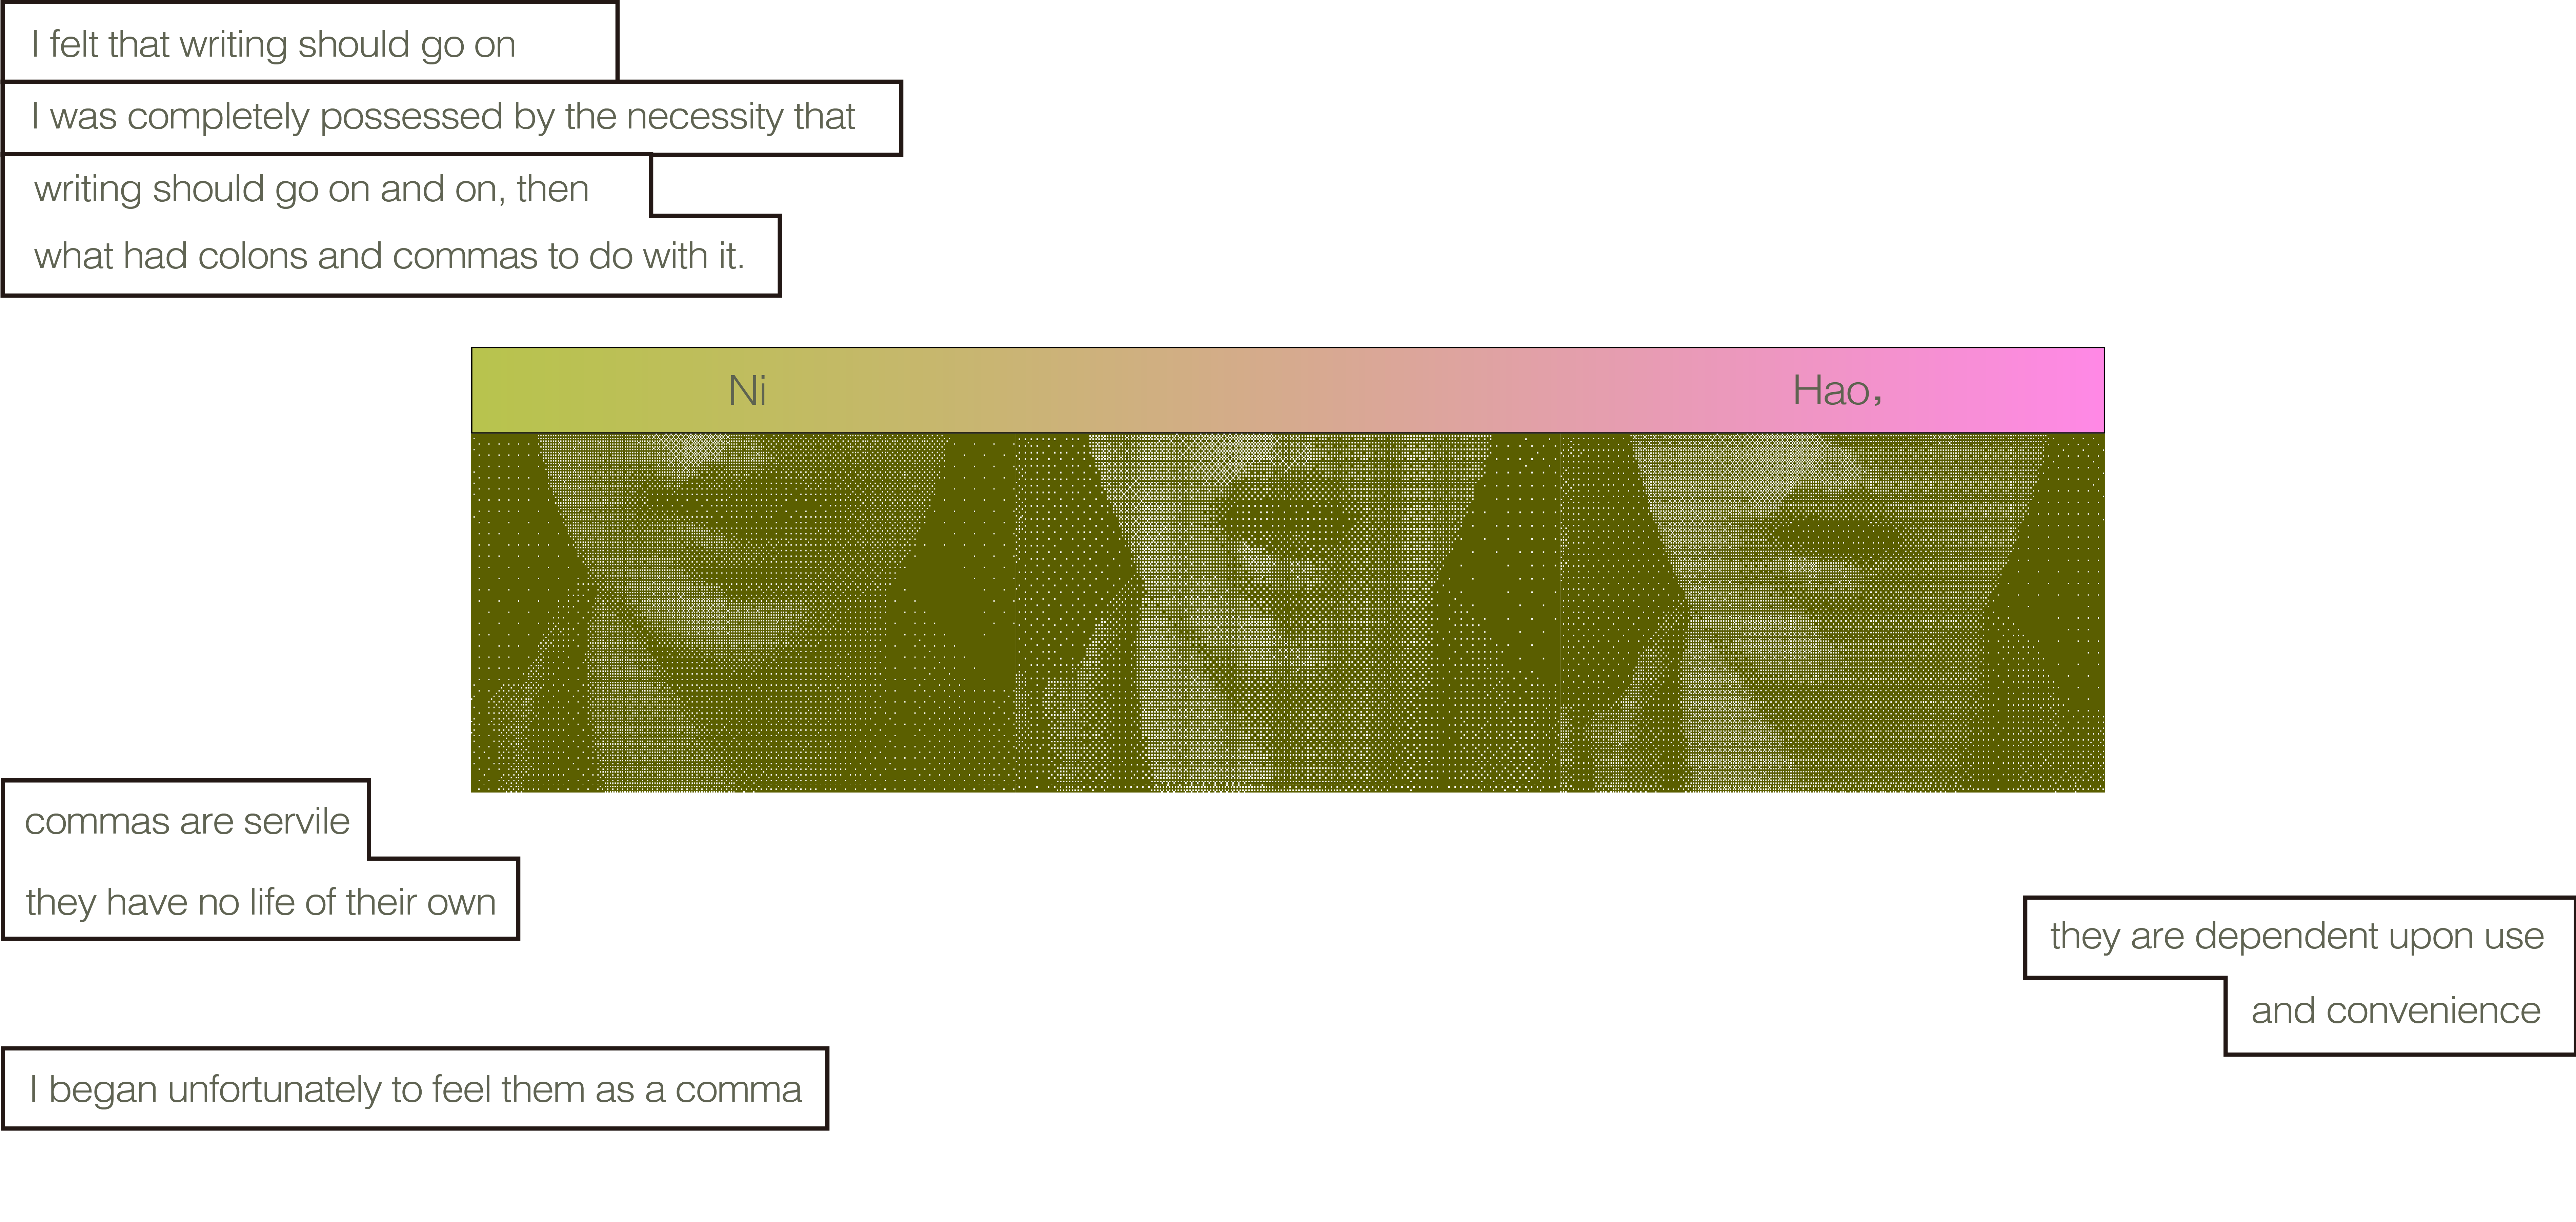 I felt that writing should go on
I was completely possessed by the necessity that
writing should go on and on, then
what had colons and commas to do with it.
Ni Hao,
commas are servile
they have no life of their own
they are dependent upon use
and convenience
I began unfortunately to feel them as a comma